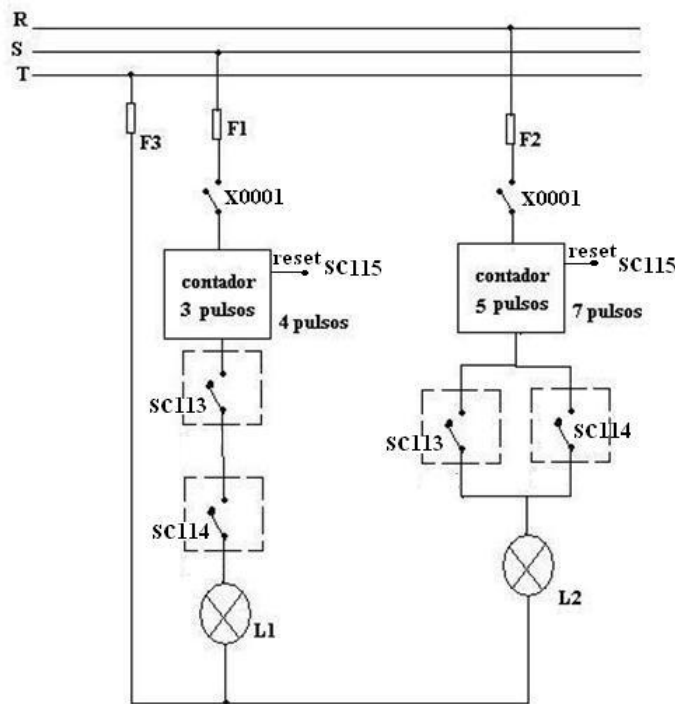 R
S
T
F3
F1
F2
X0001
X0001
contador
3 pulsos
reset
SC115
4 pulsos
contador
5 pulsos
reset
SC115
7 pulsos
SC113
SC114
L1
SC113
SC114
L2